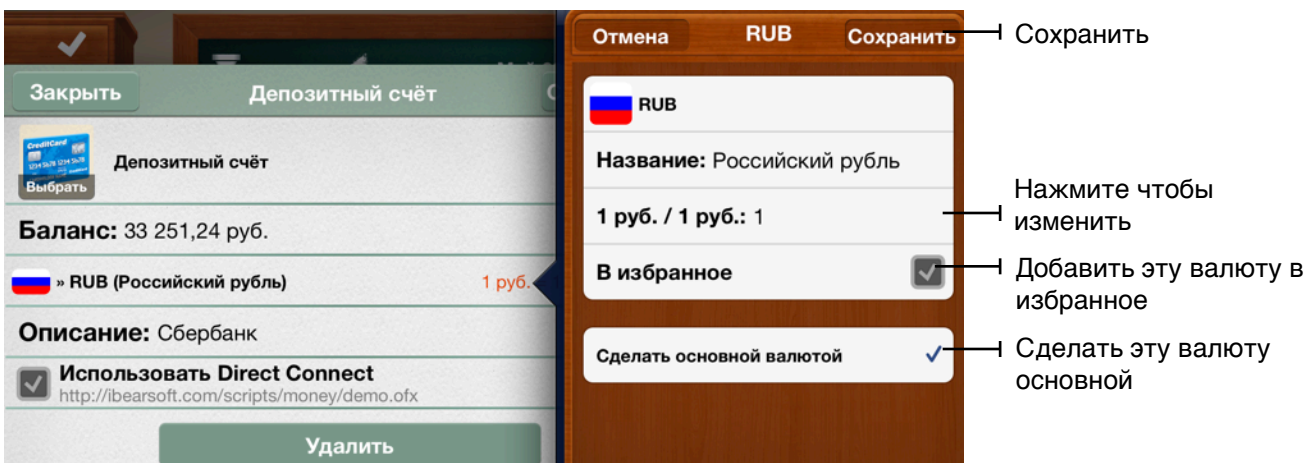 Закрыть
Депозитный счёт
CreditCard
Выбрать
Депозитный счёт
Баланс: 33 251,24 руб.
» RUB (Российский рубль)
1 руб.
Описание: Сбербанк
Использовать Direct Connect
http://ibearsoft.com/scripts/money/demo.ofx
Удалить
Отмена
RUB
Сохранить
RUB
Название: Российский рубль
1 руб. / 1 руб.: 1
В избранное
Сделать основной валютой
Сохранить
Нажмите чтобы
изменить
Добавить эту валюту в
избранное
Сделать эту валюту
основной